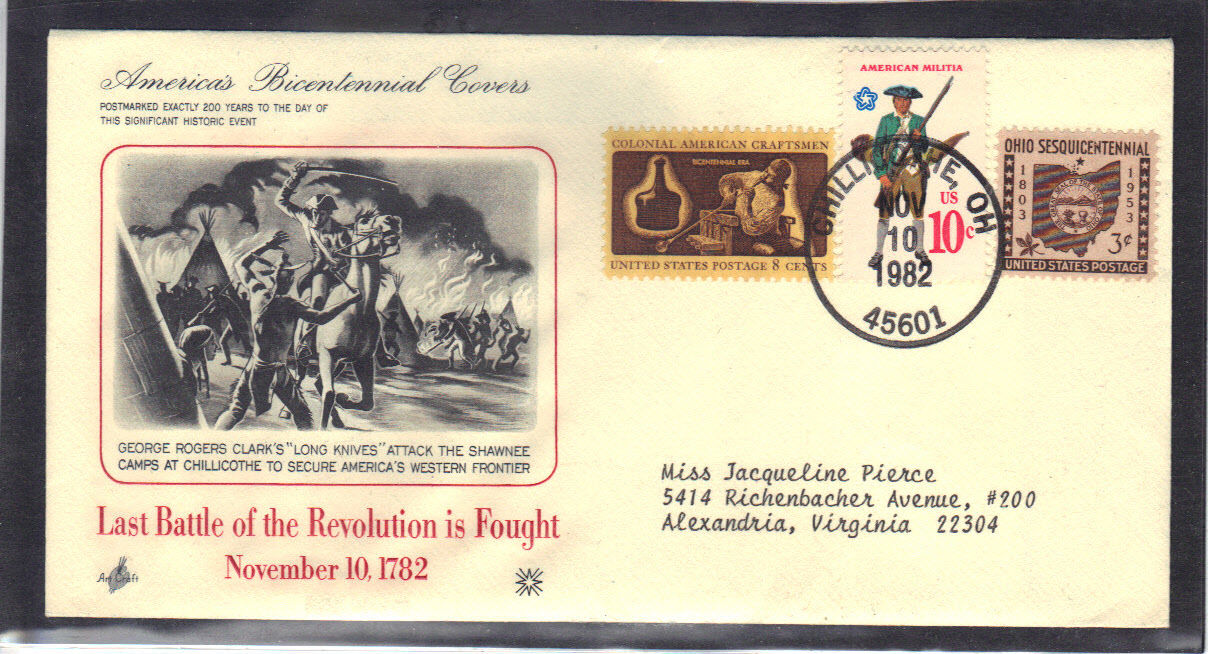 America's Bicentennial Covers
POSTMARKED EXACTLY 200 YEARS TO THE DAY OF
THIS SIGNIFICANT HISTORIC EVENT
GEORGE ROGERS CLARK'S "LONG KNIVES" ATTACK THE SHAWNEE
CAMPS AT CHILLICOTHE TO SECURE AMERICA'S WESTERN FRONTIER
Last Battle of the Revolution is Fought
November 10, 1782
Art Craft
COLONIAL AMERICAN CRAFTSMEN
BICENTENNIAL ERA
UNITED STATES POSTAGE 8 CENTS
AMERICAN MILITIA
US
10c
OHIO SESQUICENTENNIAL
1803
1953
3¢
UNITED STATES POSTAGE
CHILLICOTHE, OH
NOV
10
1982
45601
Miss Jacqueline Pierce
5414 Richenbacher Avenue, #200
Alexandria, Virginia 22304